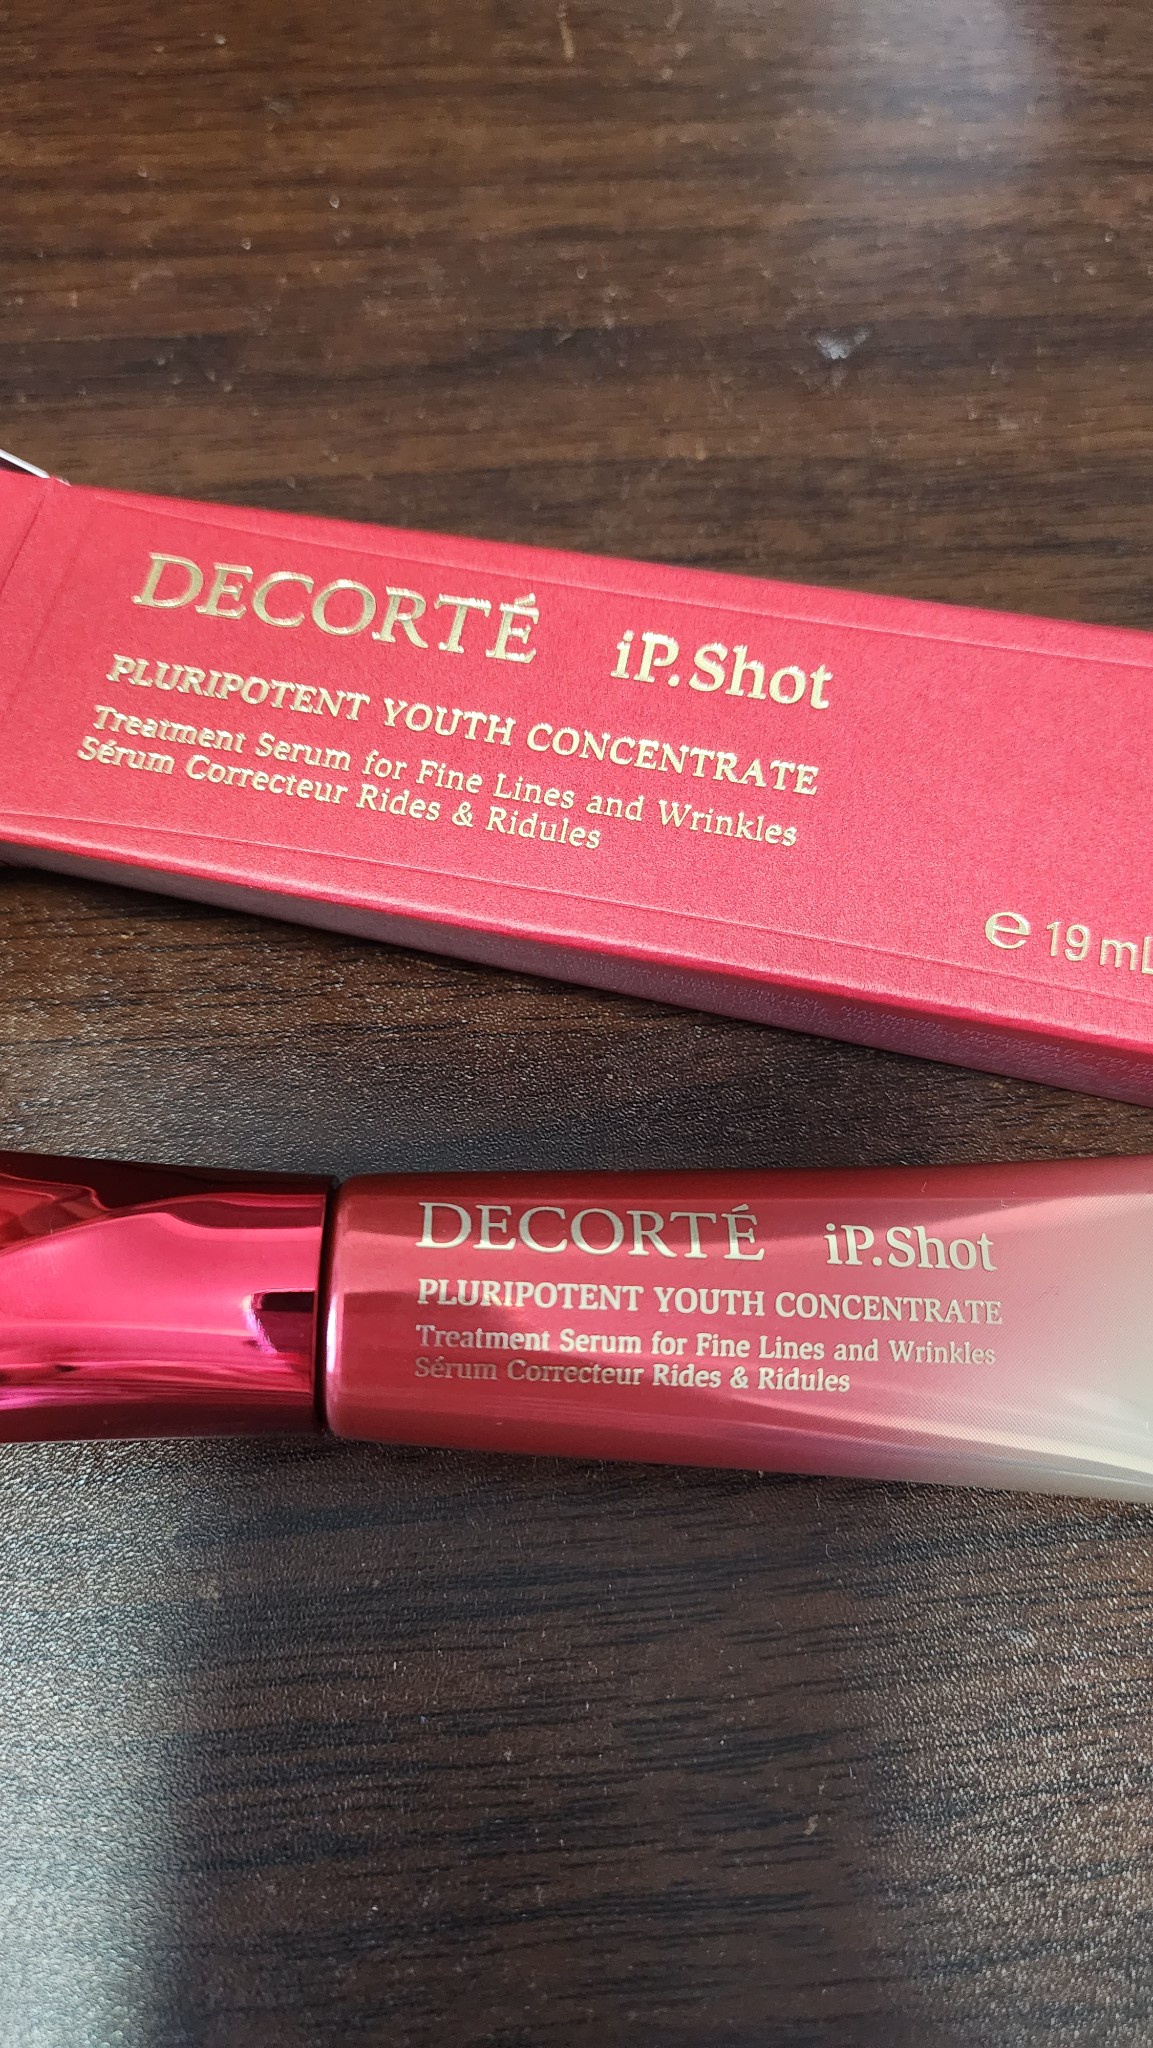 DECORTÉ iP.Shot
PLURIPOTENT YOUTH CONCENTRATE
Treatment Serum for Fine Lines and Wrinkles
Sérum Correcteur Rides & Ridules
℮ 19 mL
DECORTÉ iP.Shot
PLURIPOTENT YOUTH CONCENTRATE
Treatment Serum for Fine Lines and Wrinkles
Sérum Correcteur Rides & Ridules